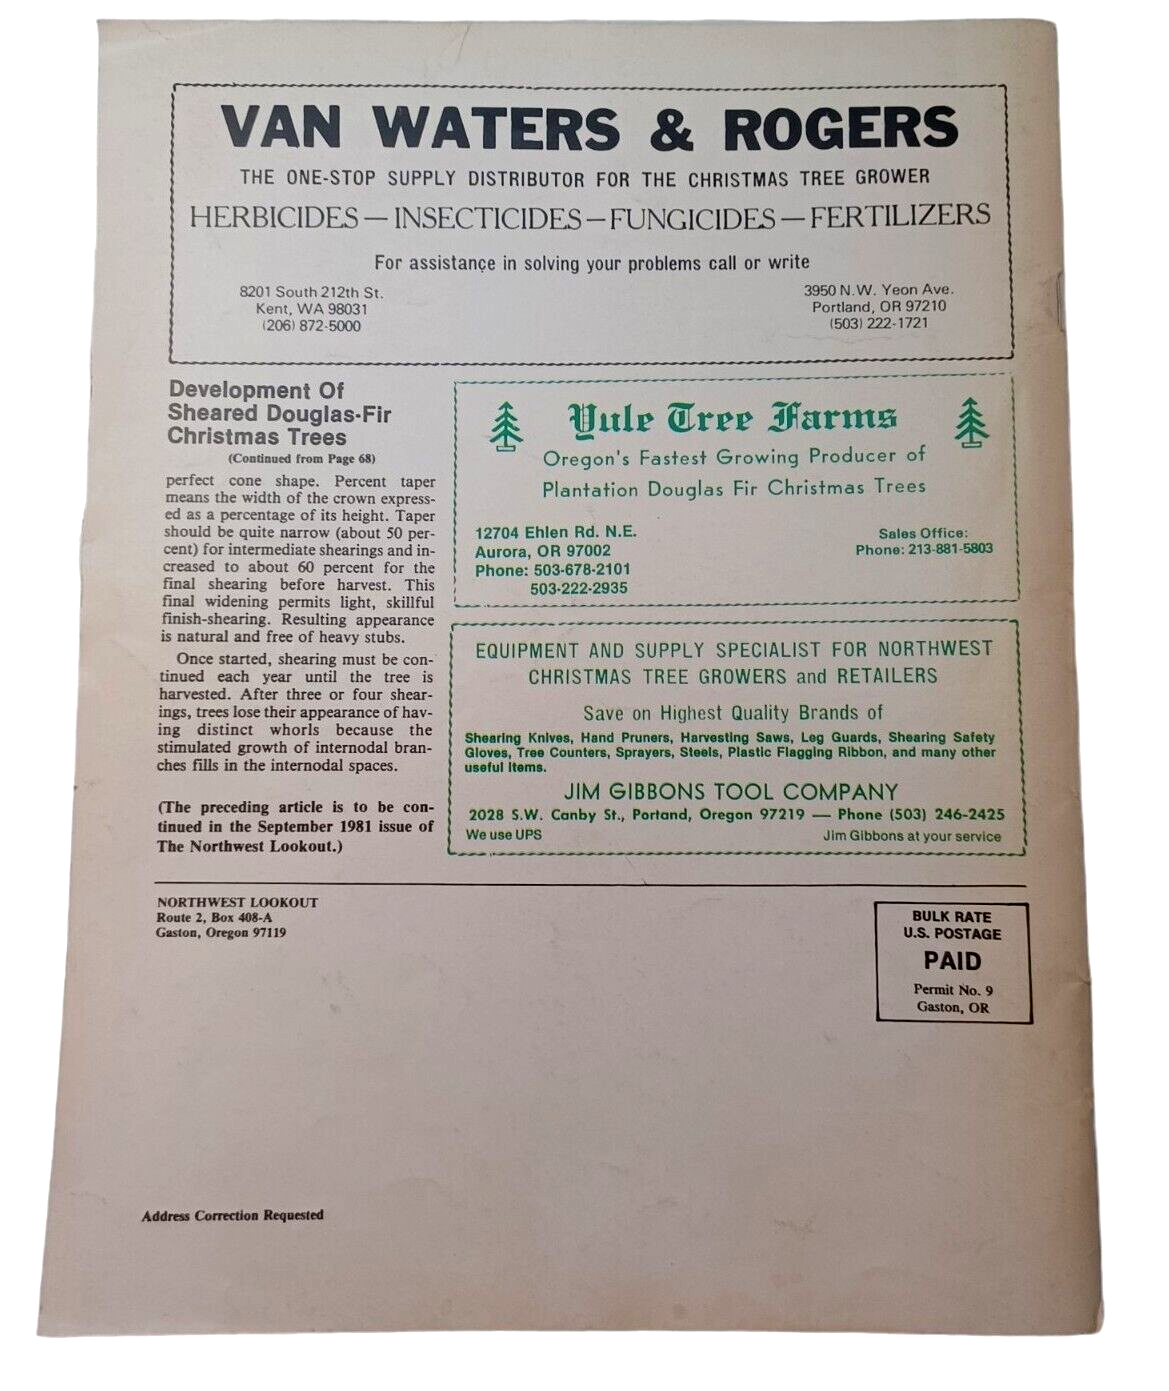 VAN WATERS & ROGERS
THE ONE-STOP SUPPLY DISTRIBUTOR FOR THE CHRISTMAS TREE GROWER
HERBICIDES — INSECTICIDES — FUNGICIDES — FERTILIZERS
For assistance in solving your problems call or write
8201 South 212th St.
Kent, WA 98031
(206) 872-5000
3950 N.W. Yeon Ave.
Portland, OR 97210
(503) 222-1721
Development Of
Sheared Douglas-Fir
Christmas Trees
(Continued from Page 68)
perfect cone shape. Percent taper
means the width of the crown express-
ed as a percentage of its height. Taper
should be quite narrow (about 50 per-
cent) for intermediate shearings and in-
creased to about 60 percent for the
final shearing before harvest. This
final widening permits light, skillful
finish-shearing. Resulting appearance
is natural and free of heavy stubs.
Once started, shearing must be con-
tinued each year until the tree is
harvested. After three or four shear-
ings, trees lose their appearance of hav-
ing distinct whorls because the
stimulated growth of internodal bran-
ches fills in the internodal spaces.
(The preceding article is to be con-
tinued in the September 1981 issue of
The Northwest Lookout.)
Yule Tree Farms
Oregon's Fastest Growing Producer of
Plantation Douglas Fir Christmas Trees
12704 Ehlen Rd. N.E.
Aurora, OR 97002
Phone: 503-678-2101
503-222-2935
Sales Office:
Phone: 213-881-5803
EQUIPMENT AND SUPPLY SPECIALIST FOR NORTHWEST
CHRISTMAS TREE GROWERS and RETAILERS
Save on Highest Quality Brands of
Shearing Knives, Hand Pruners, Harvesting Saws, Leg Guards, Shearing Safety
Gloves, Tree Counters, Sprayers, Steels, Plastic Flagging Ribbon, and many other
useful items.
JIM GIBBONS TOOL COMPANY
2028 S.W. Canby St., Portand, Oregon 97219 — Phone (503) 246-2425
We use UPS
Jim Gibbons at your service
NORTHWEST LOOKOUT
Route 2, Box 408-A
Gaston, Oregon 97119
BULK RATE
U.S. POSTAGE
PAID
Permit No. 9
Gaston, OR
Address Correction Requested